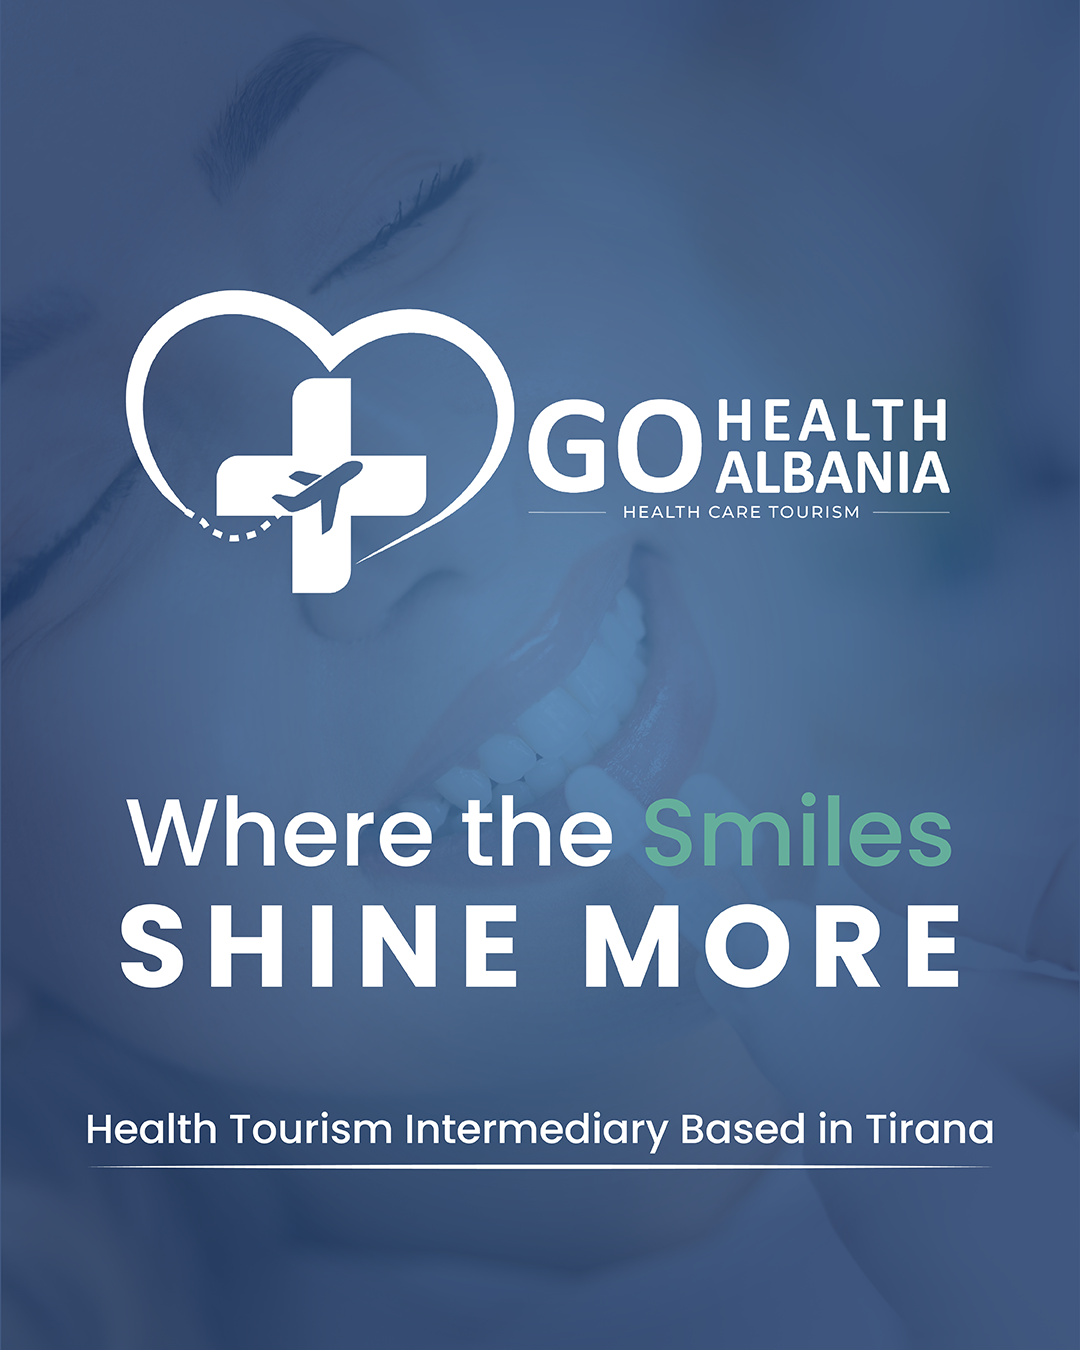 GO HEALTH
ALBANIA
HEALTH CARE TOURISM
Where the Smiles
SHINE MORE
Health Tourism Intermediary Based in Tirana